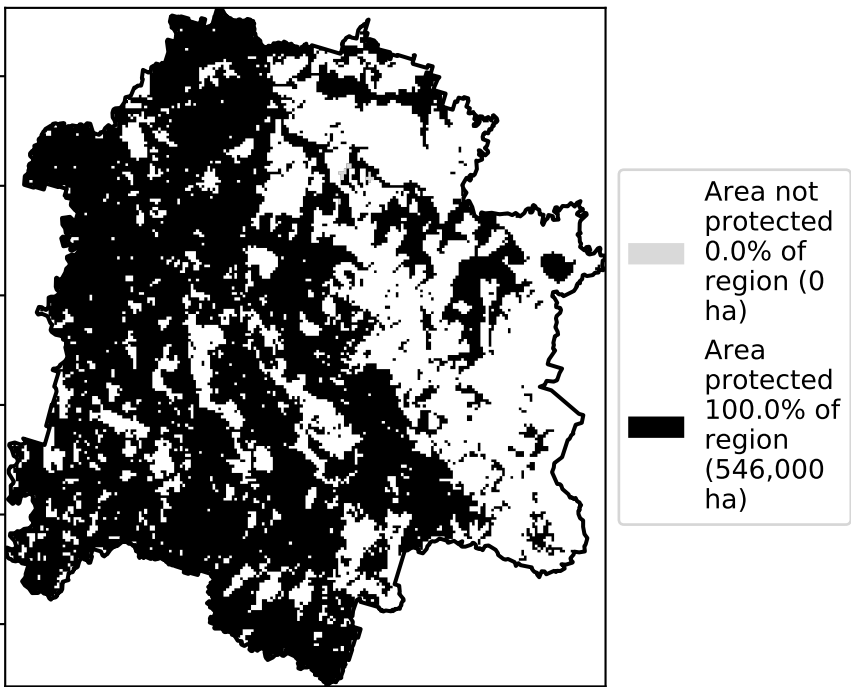 Area not
protected
0.0% of
region (0
ha)
Area
protected
100.0% of
region
(546,000
ha)